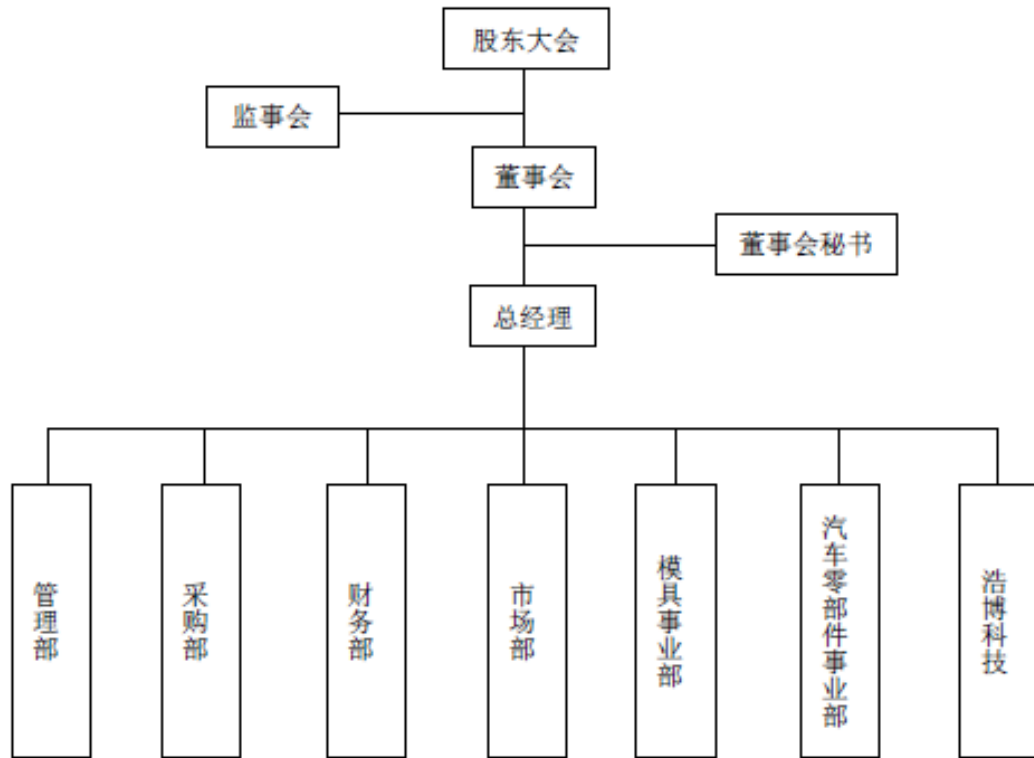 股东大会
监事会
董事会
董事会秘书
总经理
管理部
采购部
财务部
市场部
模具事业部
汽车零部件事业部
浩博科技